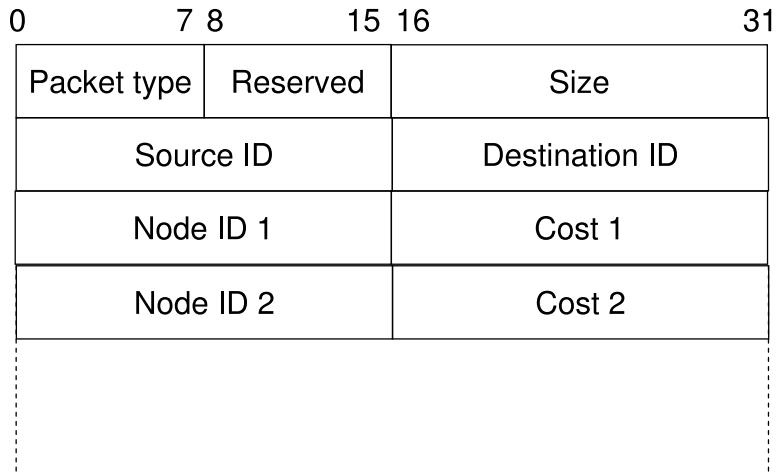 0 7 8 15 16 31
Packet type Reserved Size
Source ID Destination ID
Node ID 1 Cost 1
Node ID 2 Cost 2